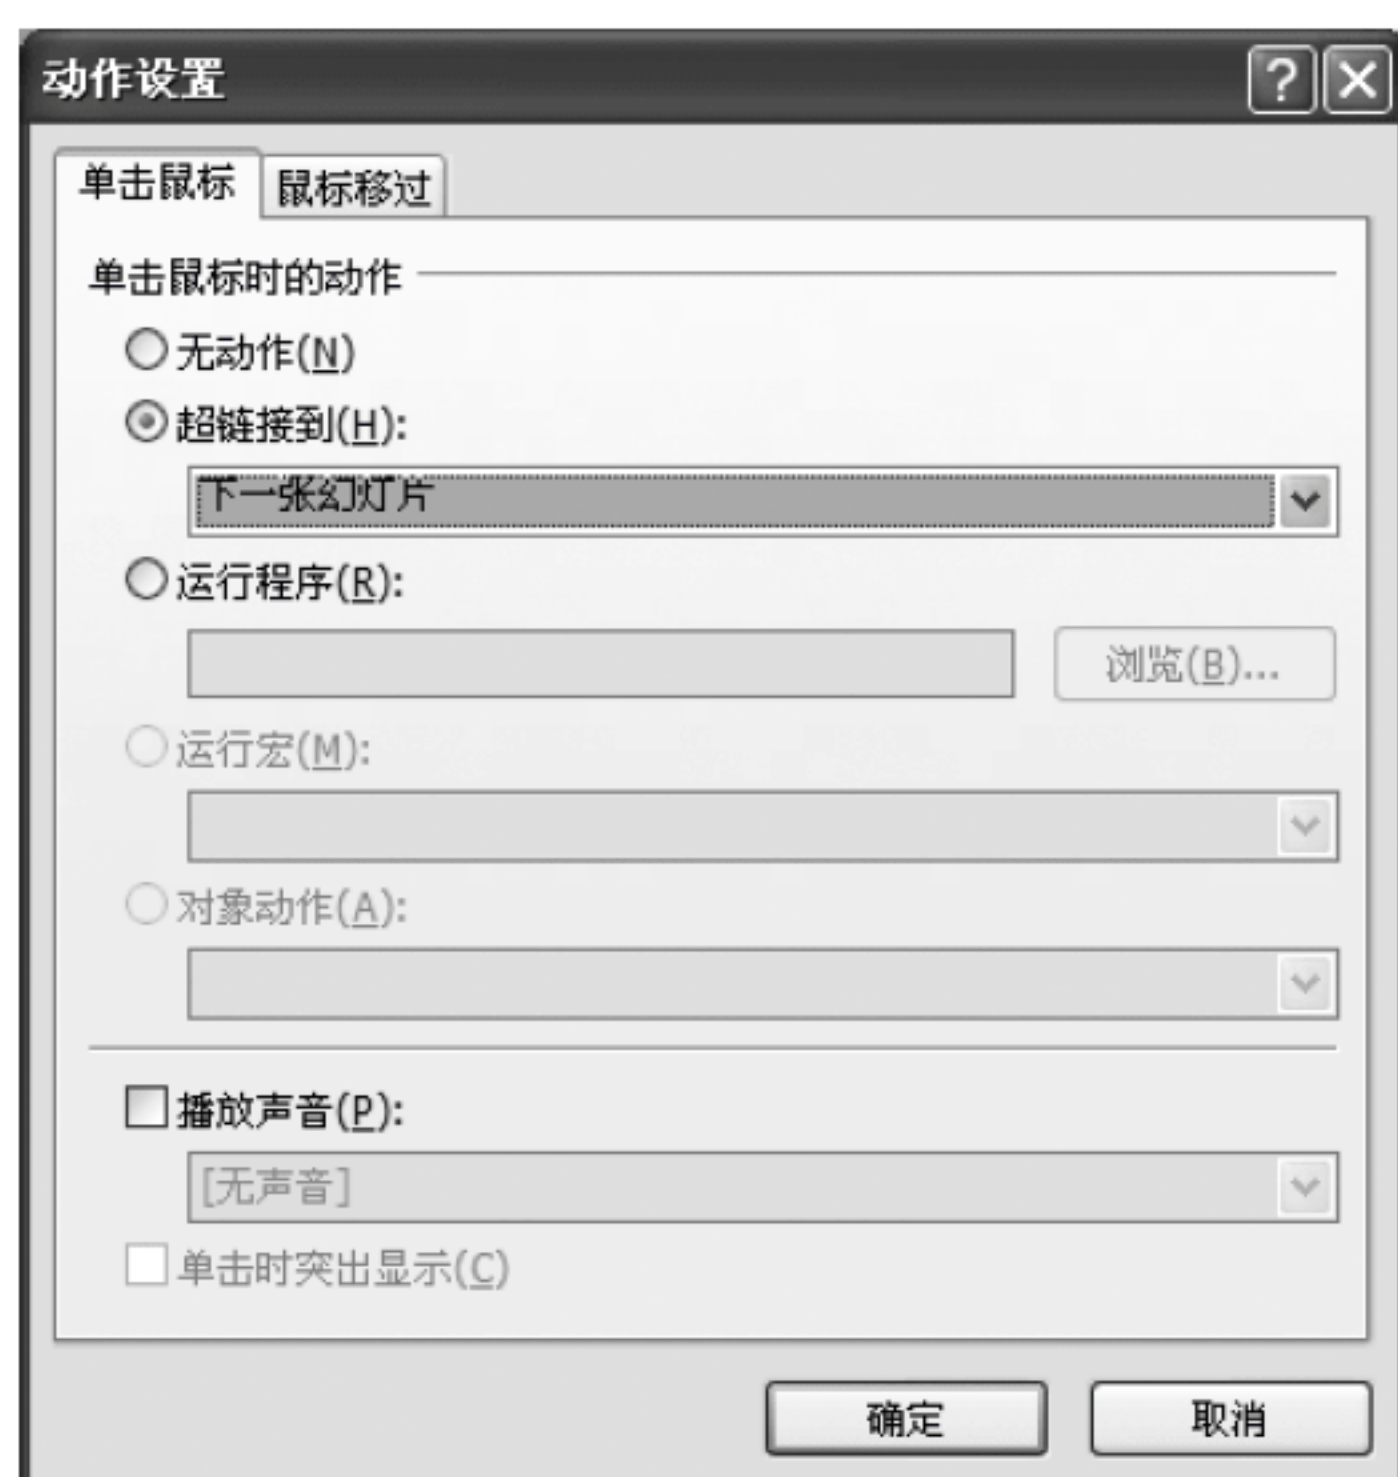 动作设置
单击鼠标
鼠标移过
单击鼠标时的动作
无动作(N)
超链接到(H):
下一张幻灯片
运行程序(R):
浏览(B)...
运行宏(M):
对象动作(A):
播放声音(P):
[无声音]
单击时突出显示(C)
确定
取消